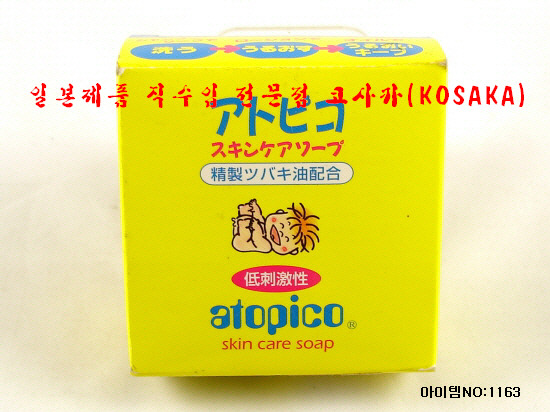 洗う うるおす うるおい
キープ
일본제품 직수입 전문점 고사카(KOSAKA)
アトピコ
スキンケアソープ
精製ツバキ油配合
低刺激性
atopico®
skin care soap
아이템NO:1163